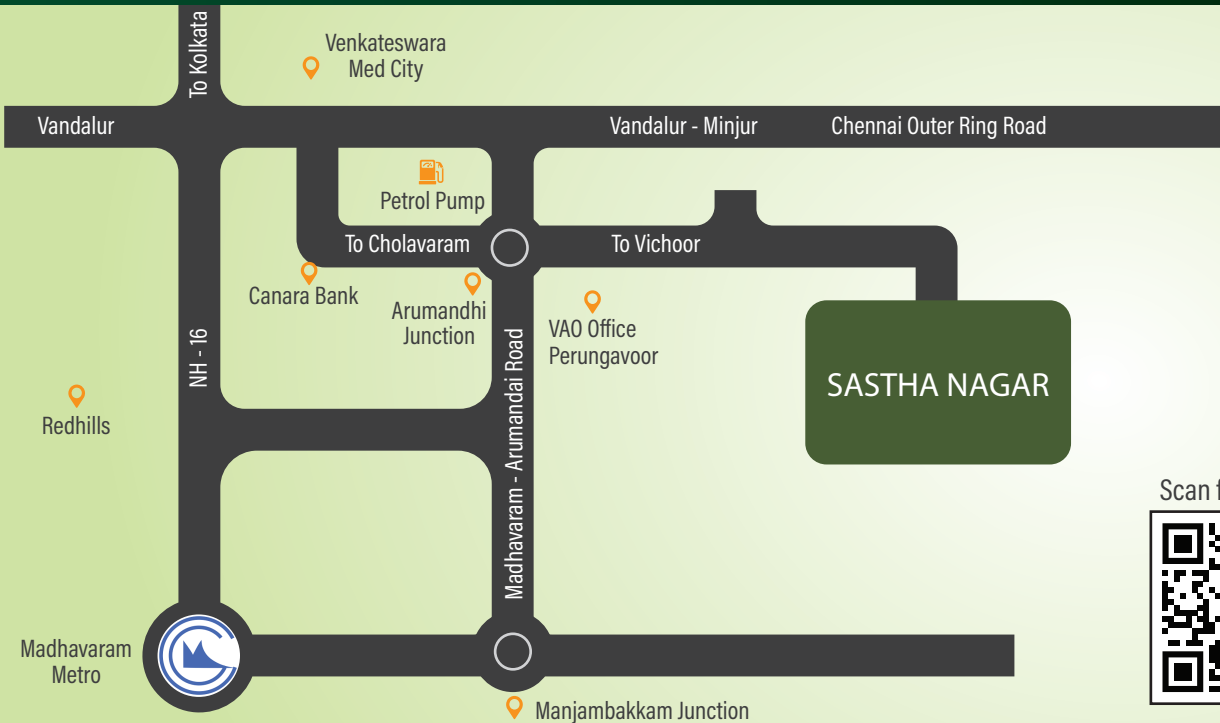 To Kolkata
Venkateswara
Med City
Vandalur
Vandalur - Minjur
Chennai Outer Ring Road
Petrol Pump
To Cholavaram
To Vichoor
Canara Bank
Arumandhi
Junction
VAO Office
Perungavoor
NH - 16
Madhavaram - Arumandai Road
SASTHA NAGAR
Redhills
Scan f
Madhavaram
Metro
Manjambakkam Junction